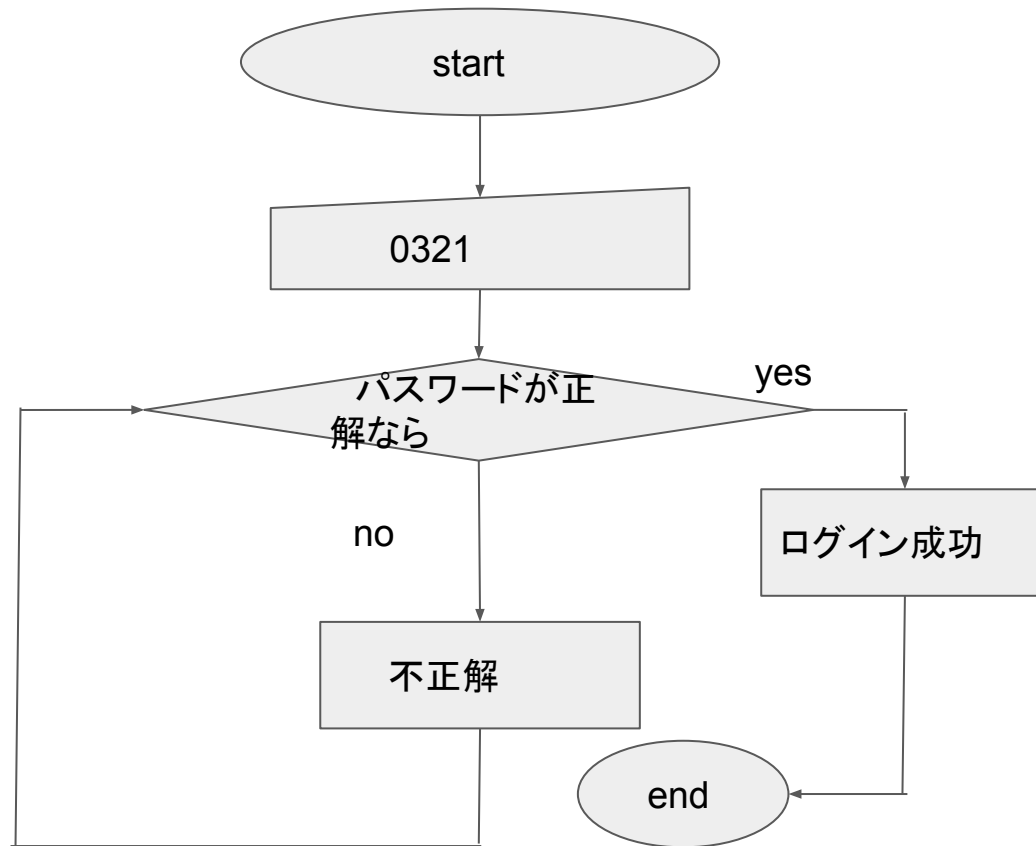 start
0321
パスワードが正
解なら
yes
no
ログイン成功
不正解
end